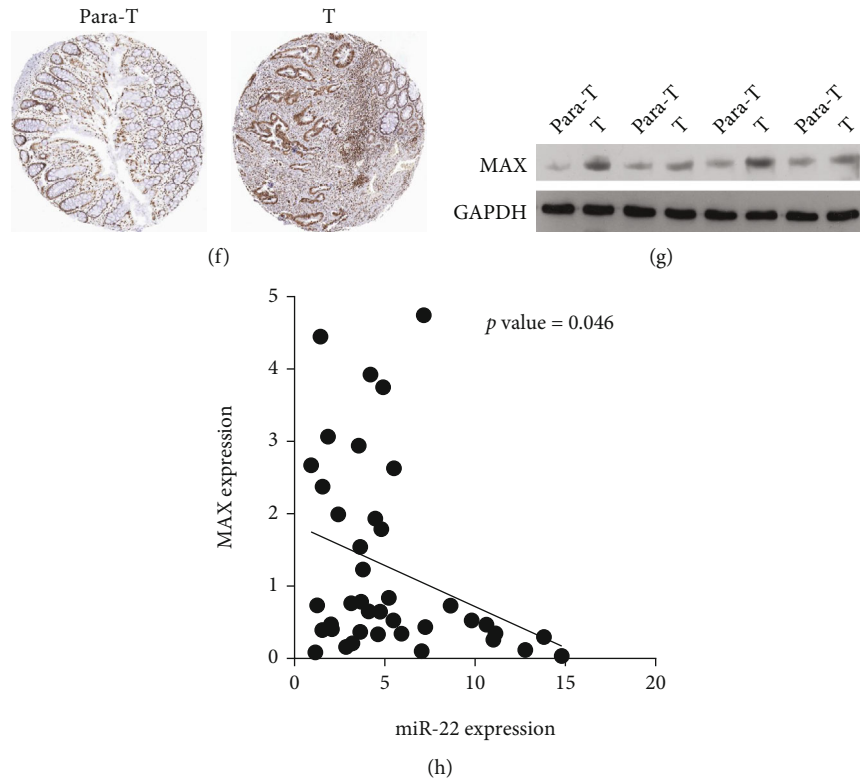 Para-T T
(f)
Para-T T Para-T T Para-T T Para-T T
MAX
GAPDH
(g)
5
4
3
2
1
0
0 5 10 15 20
MAX expression
p value = 0.046
miR-22 expression
(h)